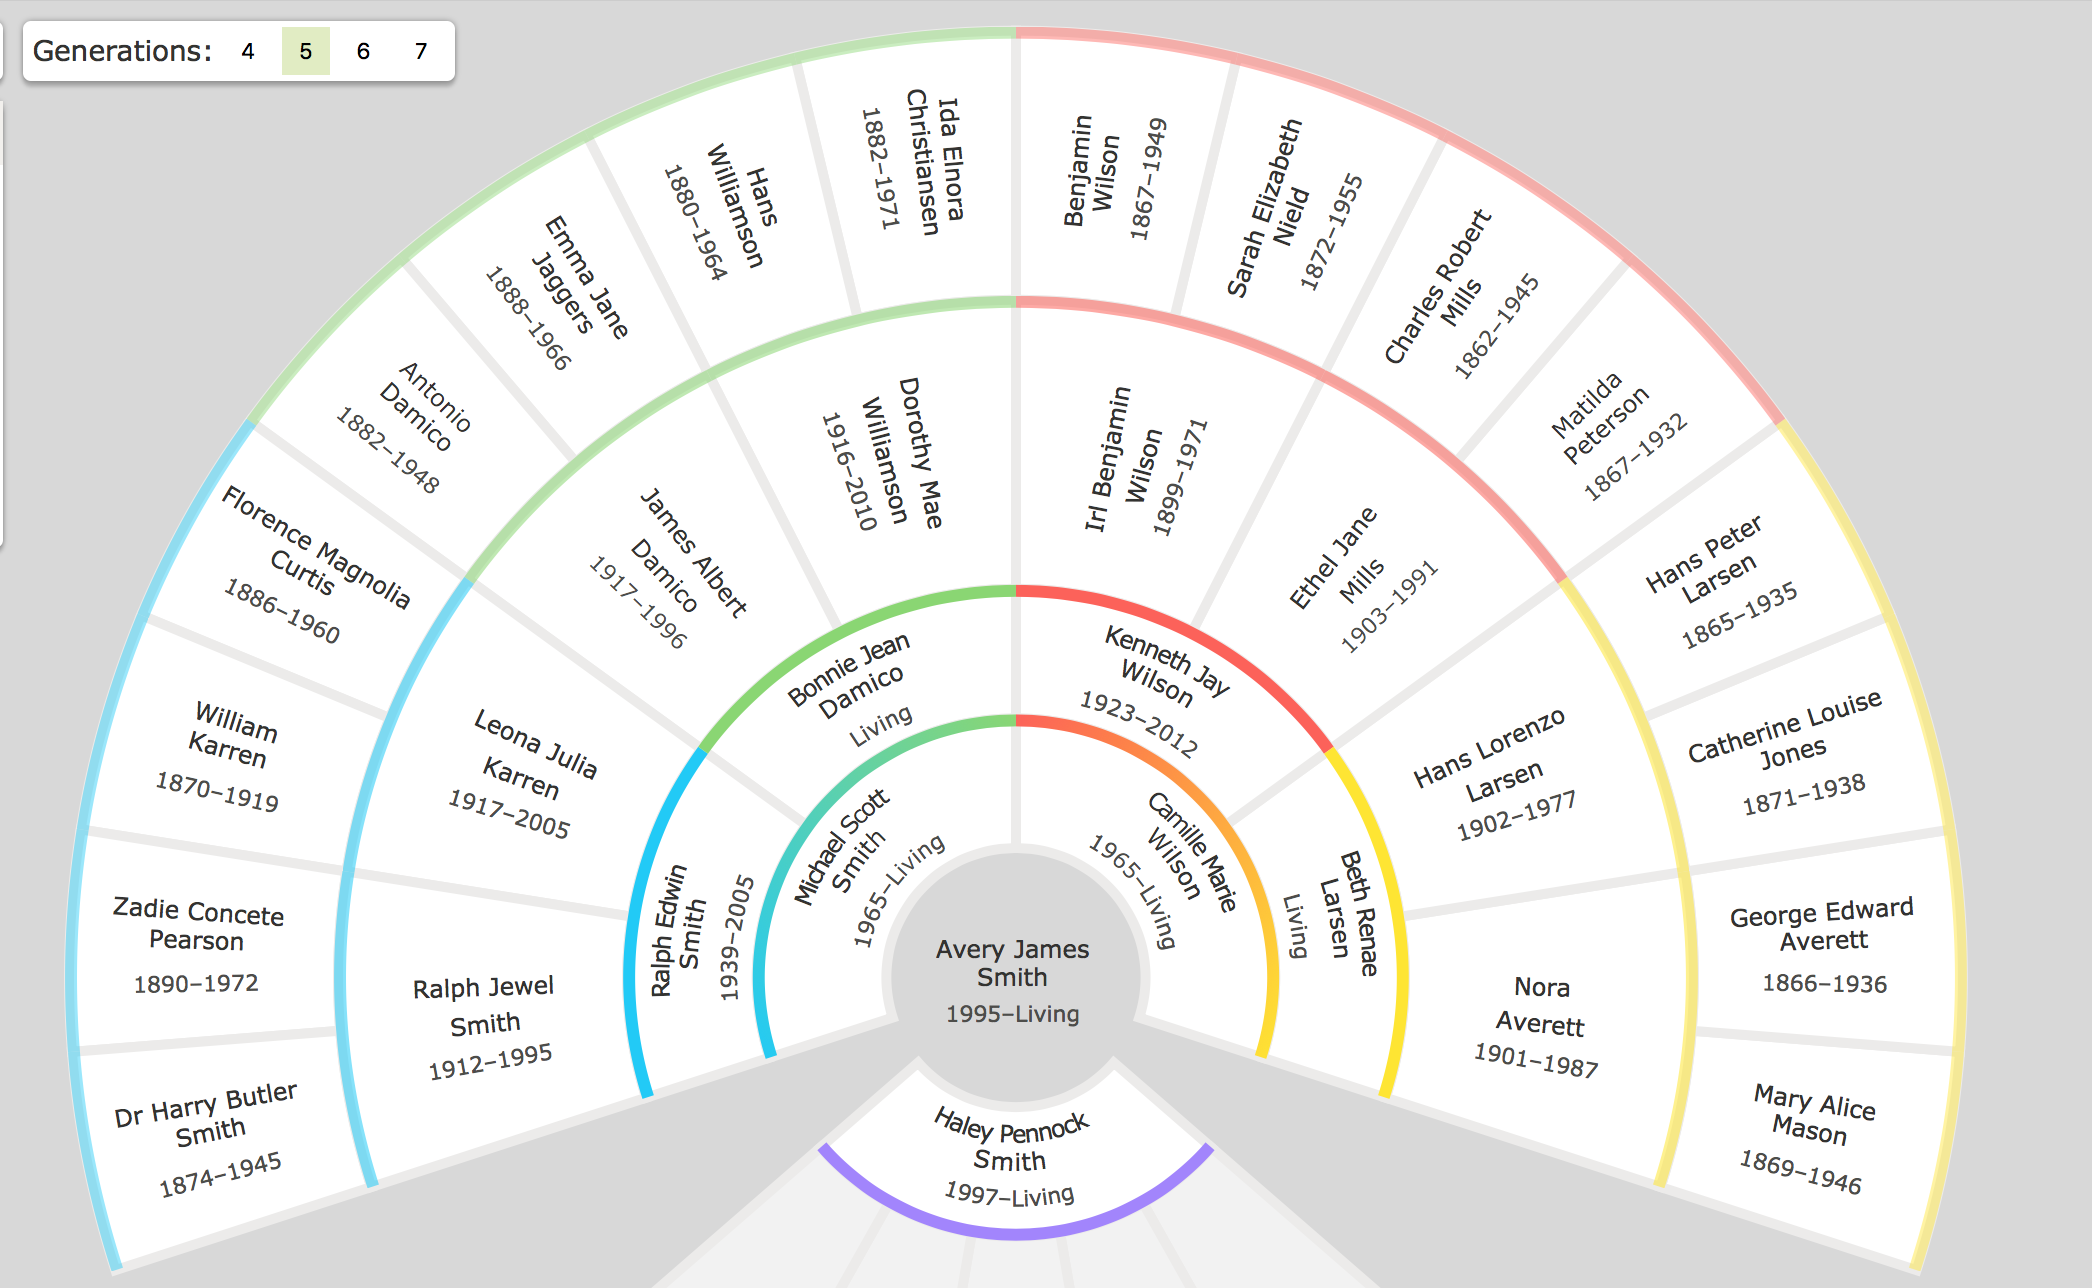 Generations: 4 5 6 7
Dr Harry Butler
Smith
1874–1945
Zadie Concete
Pearson
1890–1972
William
Karren
1870–1919
Florence Magnolia
Curtis
1886–1960
Antonio
Damico
1882–1948
Emma Jane
Jaggers
1888–1966
Hans
Williamson
1880–1964
Ida Elnora
Christiansen
1882–1971
Benjamin
Wilson
1867–1949
Sarah Elizabeth
Nield
1872–1955
Charles Robert
Mills
1862–1945
Matilda
Peterson
1867–1932
Hans Peter
Larsen
1865–1935
Catherine Louise
Jones
1871–1938
George Edward
Averett
1866–1936
Mary Alice
Mason
1869–1946
Ralph Jewel
Smith
1912–1995
Leona Julia
Karren
1917–2005
James Albert
Damico
1917–1996
Dorothy Mae
Williamson
1916–2010
Irl Benjamin
Wilson
1899–1971
Ethel Jane
Mills
1903–1991
Hans Lorenzo
Larsen
1902–1977
Nora
Averett
1901–1987
Ralph Edwin
Smith
1939–2005
Bonnie Jean
Damico
Living
Kenneth Jay
Wilson
1923–2012
Beth Renae
Larsen
Living
Michael Scott
Smith
1965–Living
Camille Marie
Wilson
1965–Living
Avery James
Smith
1995–Living
Haley Pennock
Smith
1997–Living